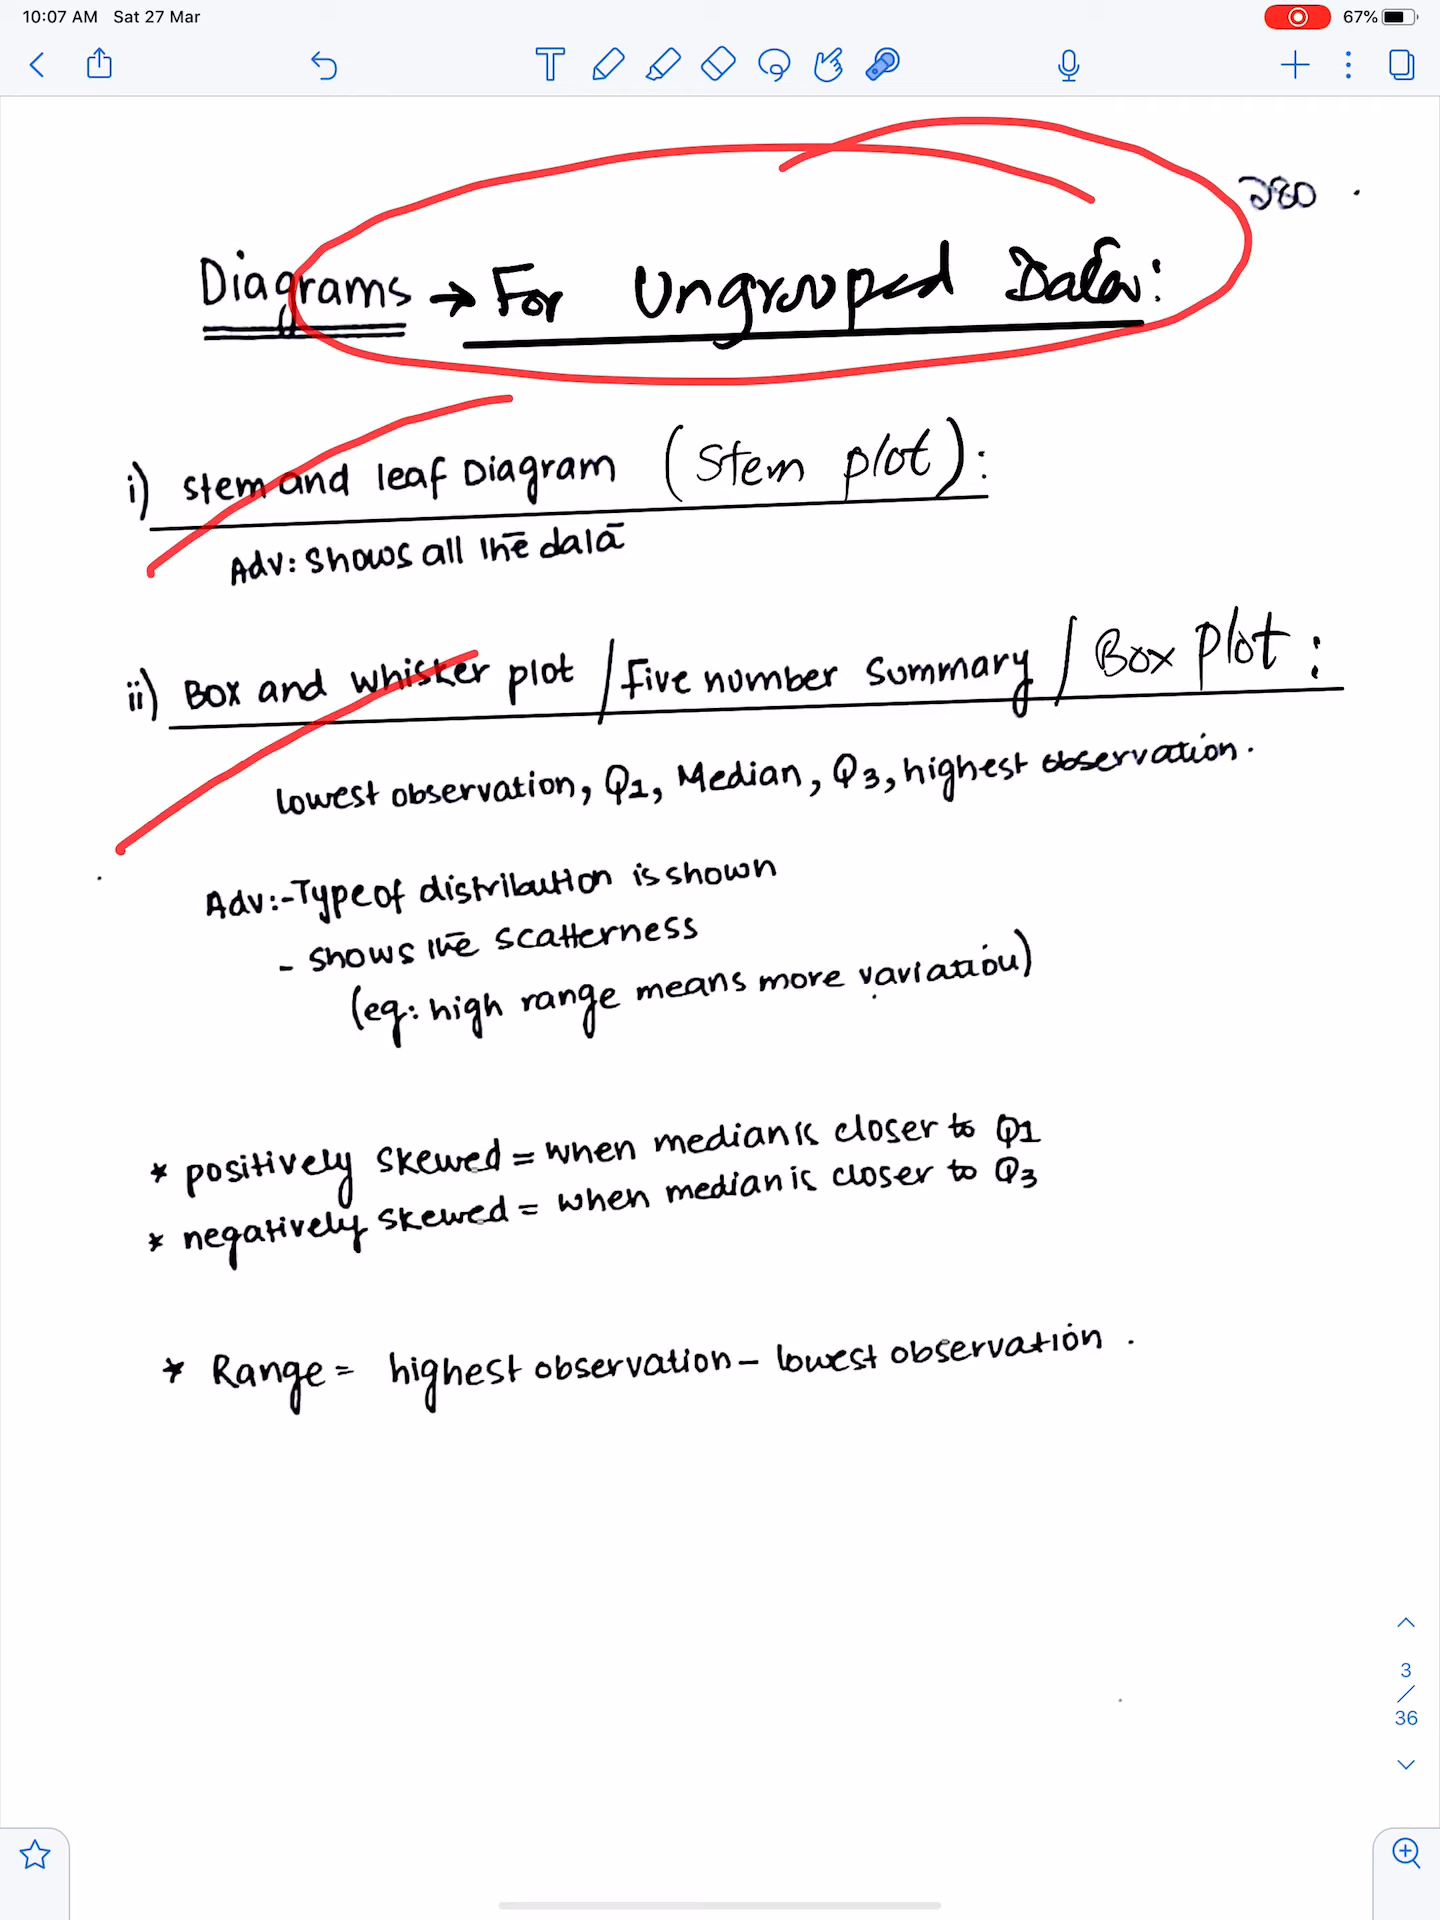 10:07 AM Sat 27 Mar
67%
Diagrams → For Ungrouped Data:
i) stem and leaf Diagram (Stem plot):
Adv: Shows all the data
ii) Box and whisker plot / Five number summary / Box plot:
lowest observation, Q1, Median, Q3, highest observation.
Adv:-Type of distribution is shown
- shows the scatterness
(eg: high range means more variation)
* positively skewed = when median is closer to Q1
* negatively skewed = when median is closer to Q3
* Range = highest observation - lowest observation.
3
/
36